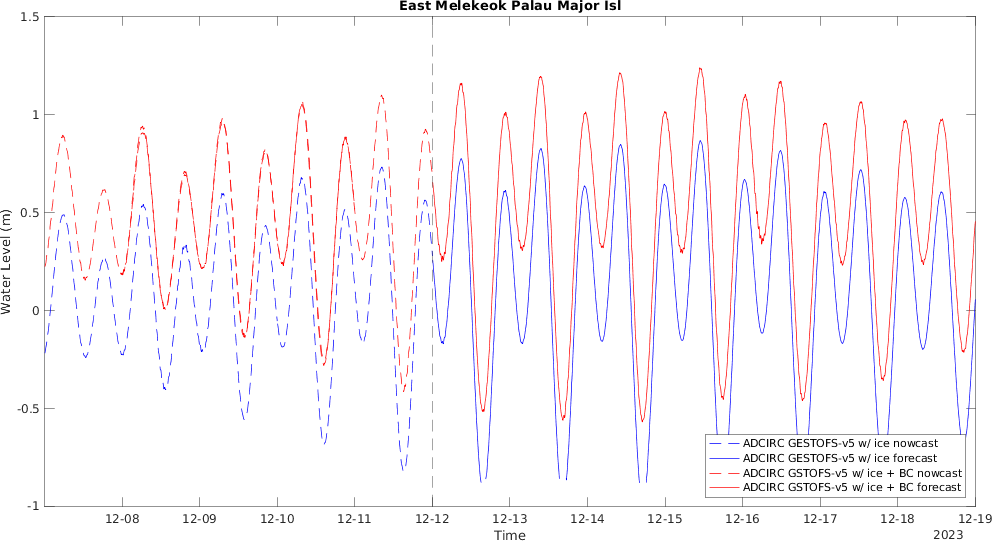 East Melekeok Palau Major Isl
1.5
1
0.5
0
-0.5
-1
Water Level (m)
12-08
12-09
12-10
12-11
12-12
12-13
12-14
12-15
12-16
12-17
12-18
12-19
Time
2023
ADCIRC GESTOFS-v5 w/ ice nowcast
ADCIRC GESTOFS-v5 w/ ice forecast
ADCIRC GSTOFS-v5 w/ ice + BC nowcast
ADCIRC GSTOFS-v5 w/ ice + BC forecast